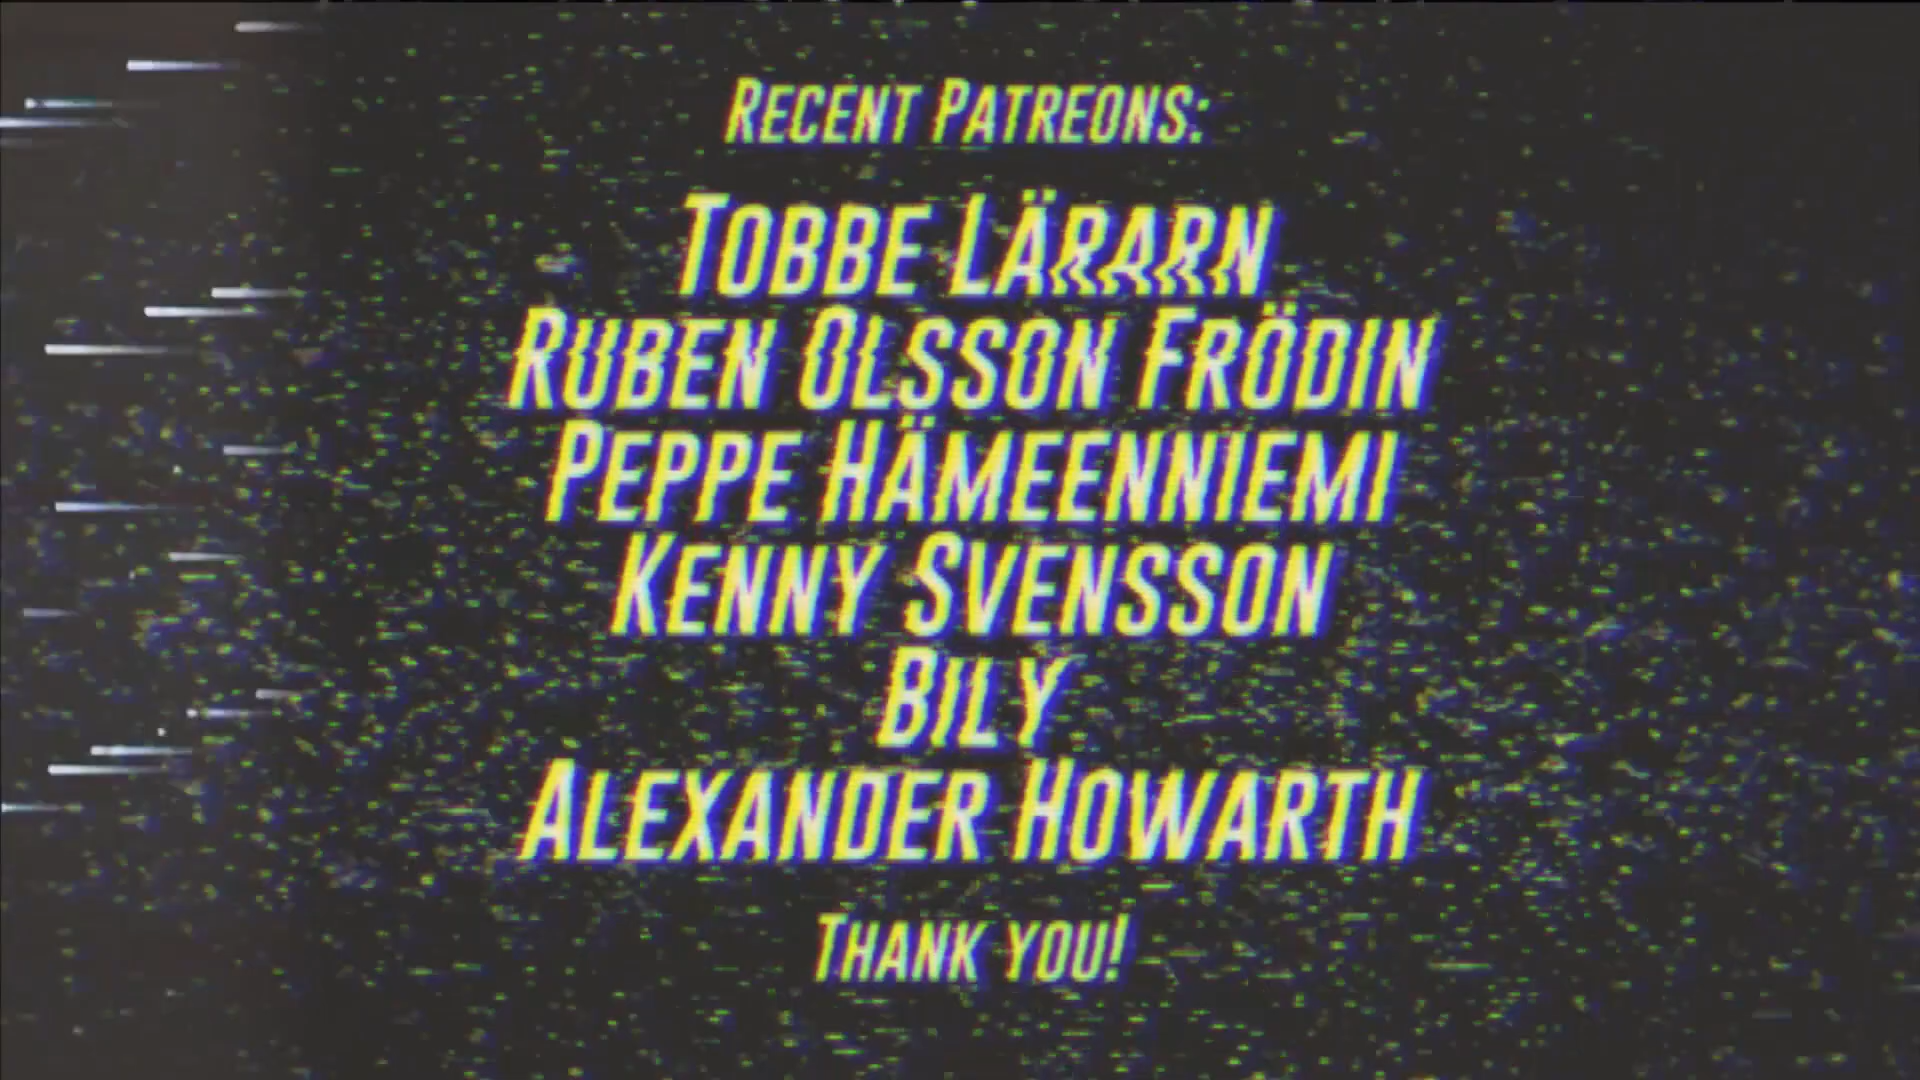 RECENT PATREONS:
TOBBE LÄRARN
RUBEN OLSSON FRÖDIN
PEPPE HÄMEENNIEMI
KENNY SVENSSON
BILY
ALEXANDER HOWARTH
THANK YOU!